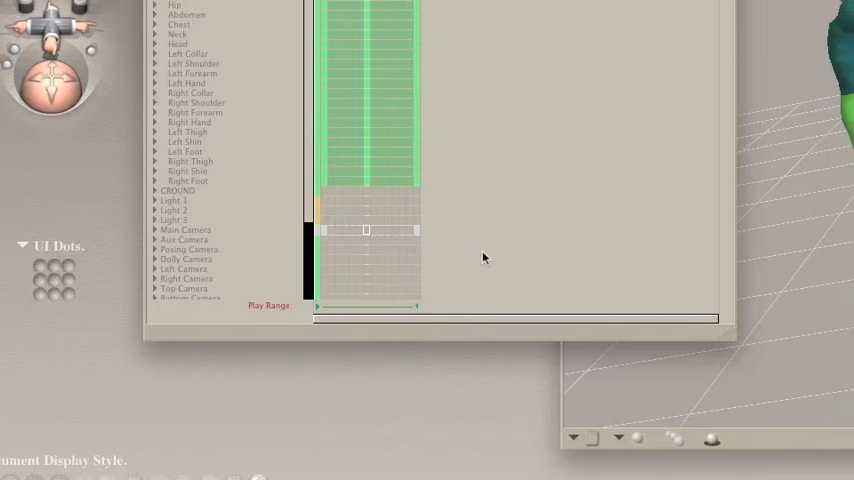 Hip
Abdomen
Chest
Neck
Head
Left Collar
Left Shoulder
Left Forearm
Left Hand
Right Collar
Right Shoulder
Right Forearm
Right Hand
Left Thigh
Left Shin
Left Foot
Right Thigh
Right Shin
Right Foot
GROUND
Light 1
Light 2
Light 3
Main Camera
Aux Camera
Posing Camera
Dolly Camera
Left Camera
Right Camera
Top Camera
Bottom Camera
Play Range:
UI Dots.
ument Display Style.